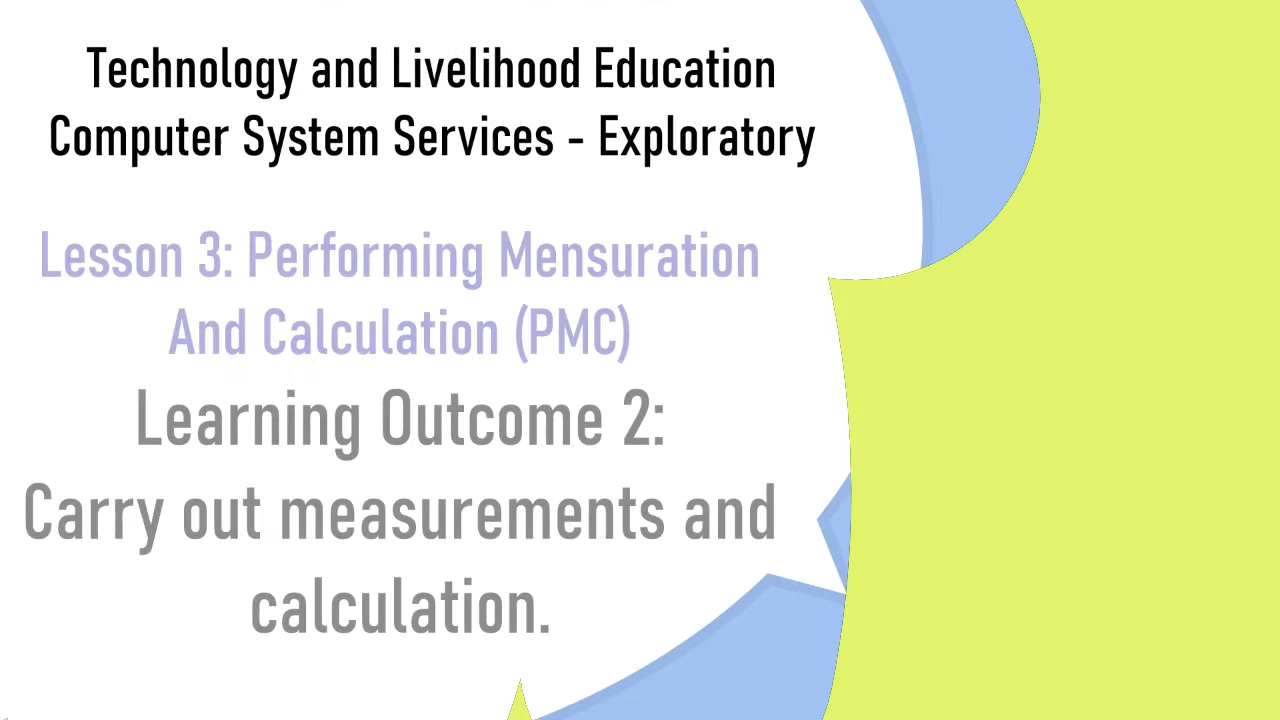 Technology and Livelihood Education
Computer System Services - Exploratory
Lesson 3: Performing Mensuration
And Calculation (PMC)
Learning Outcome 2:
Carry out measurements and
calculation.